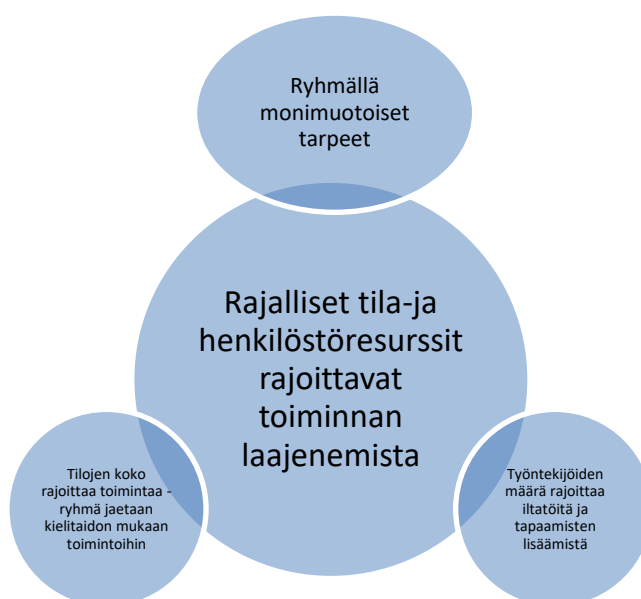 Ryhmällä
monimuotoiset
tarpeet
Rajalliset tila-ja
henkilöstöresurssit
rajoittavat
toiminnan
laajenemista
Tilojen koko
rajoittaa toimintaa -
ryhmä jaetaan
kielitaidon mukaan
toimintoihin
Työntekijöiden
määrä rajoittaa
iltatöitä ja
tapaamisten
lisäämistä